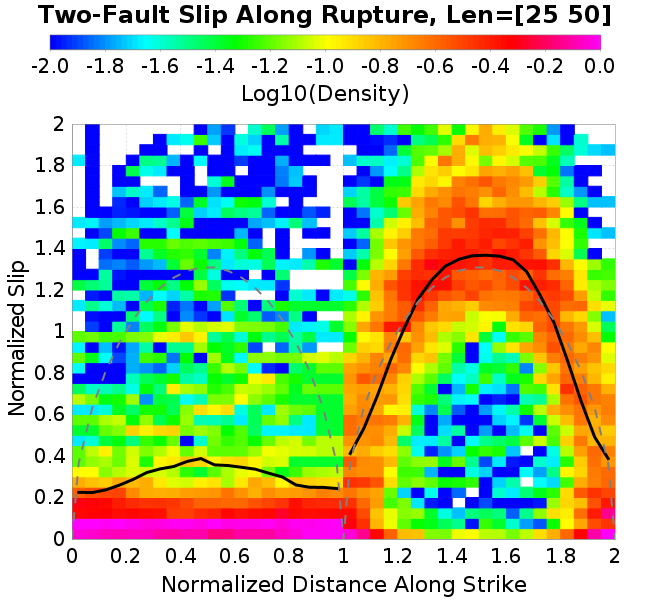 Two-Fault Slip Along Rupture, Len=[25 50]
-2.0 -1.8 -1.6 -1.4 -1.2 -1.0 -0.8 -0.6 -0.4 -0.2 0.0
Log10(Density)
Normalized Slip
2
1.8
1.6
1.4
1.2
1
0.8
0.6
0.4
0.2
0
0 0.2 0.4 0.6 0.8 1 1.2 1.4 1.6 1.8 2
Normalized Distance Along Strike